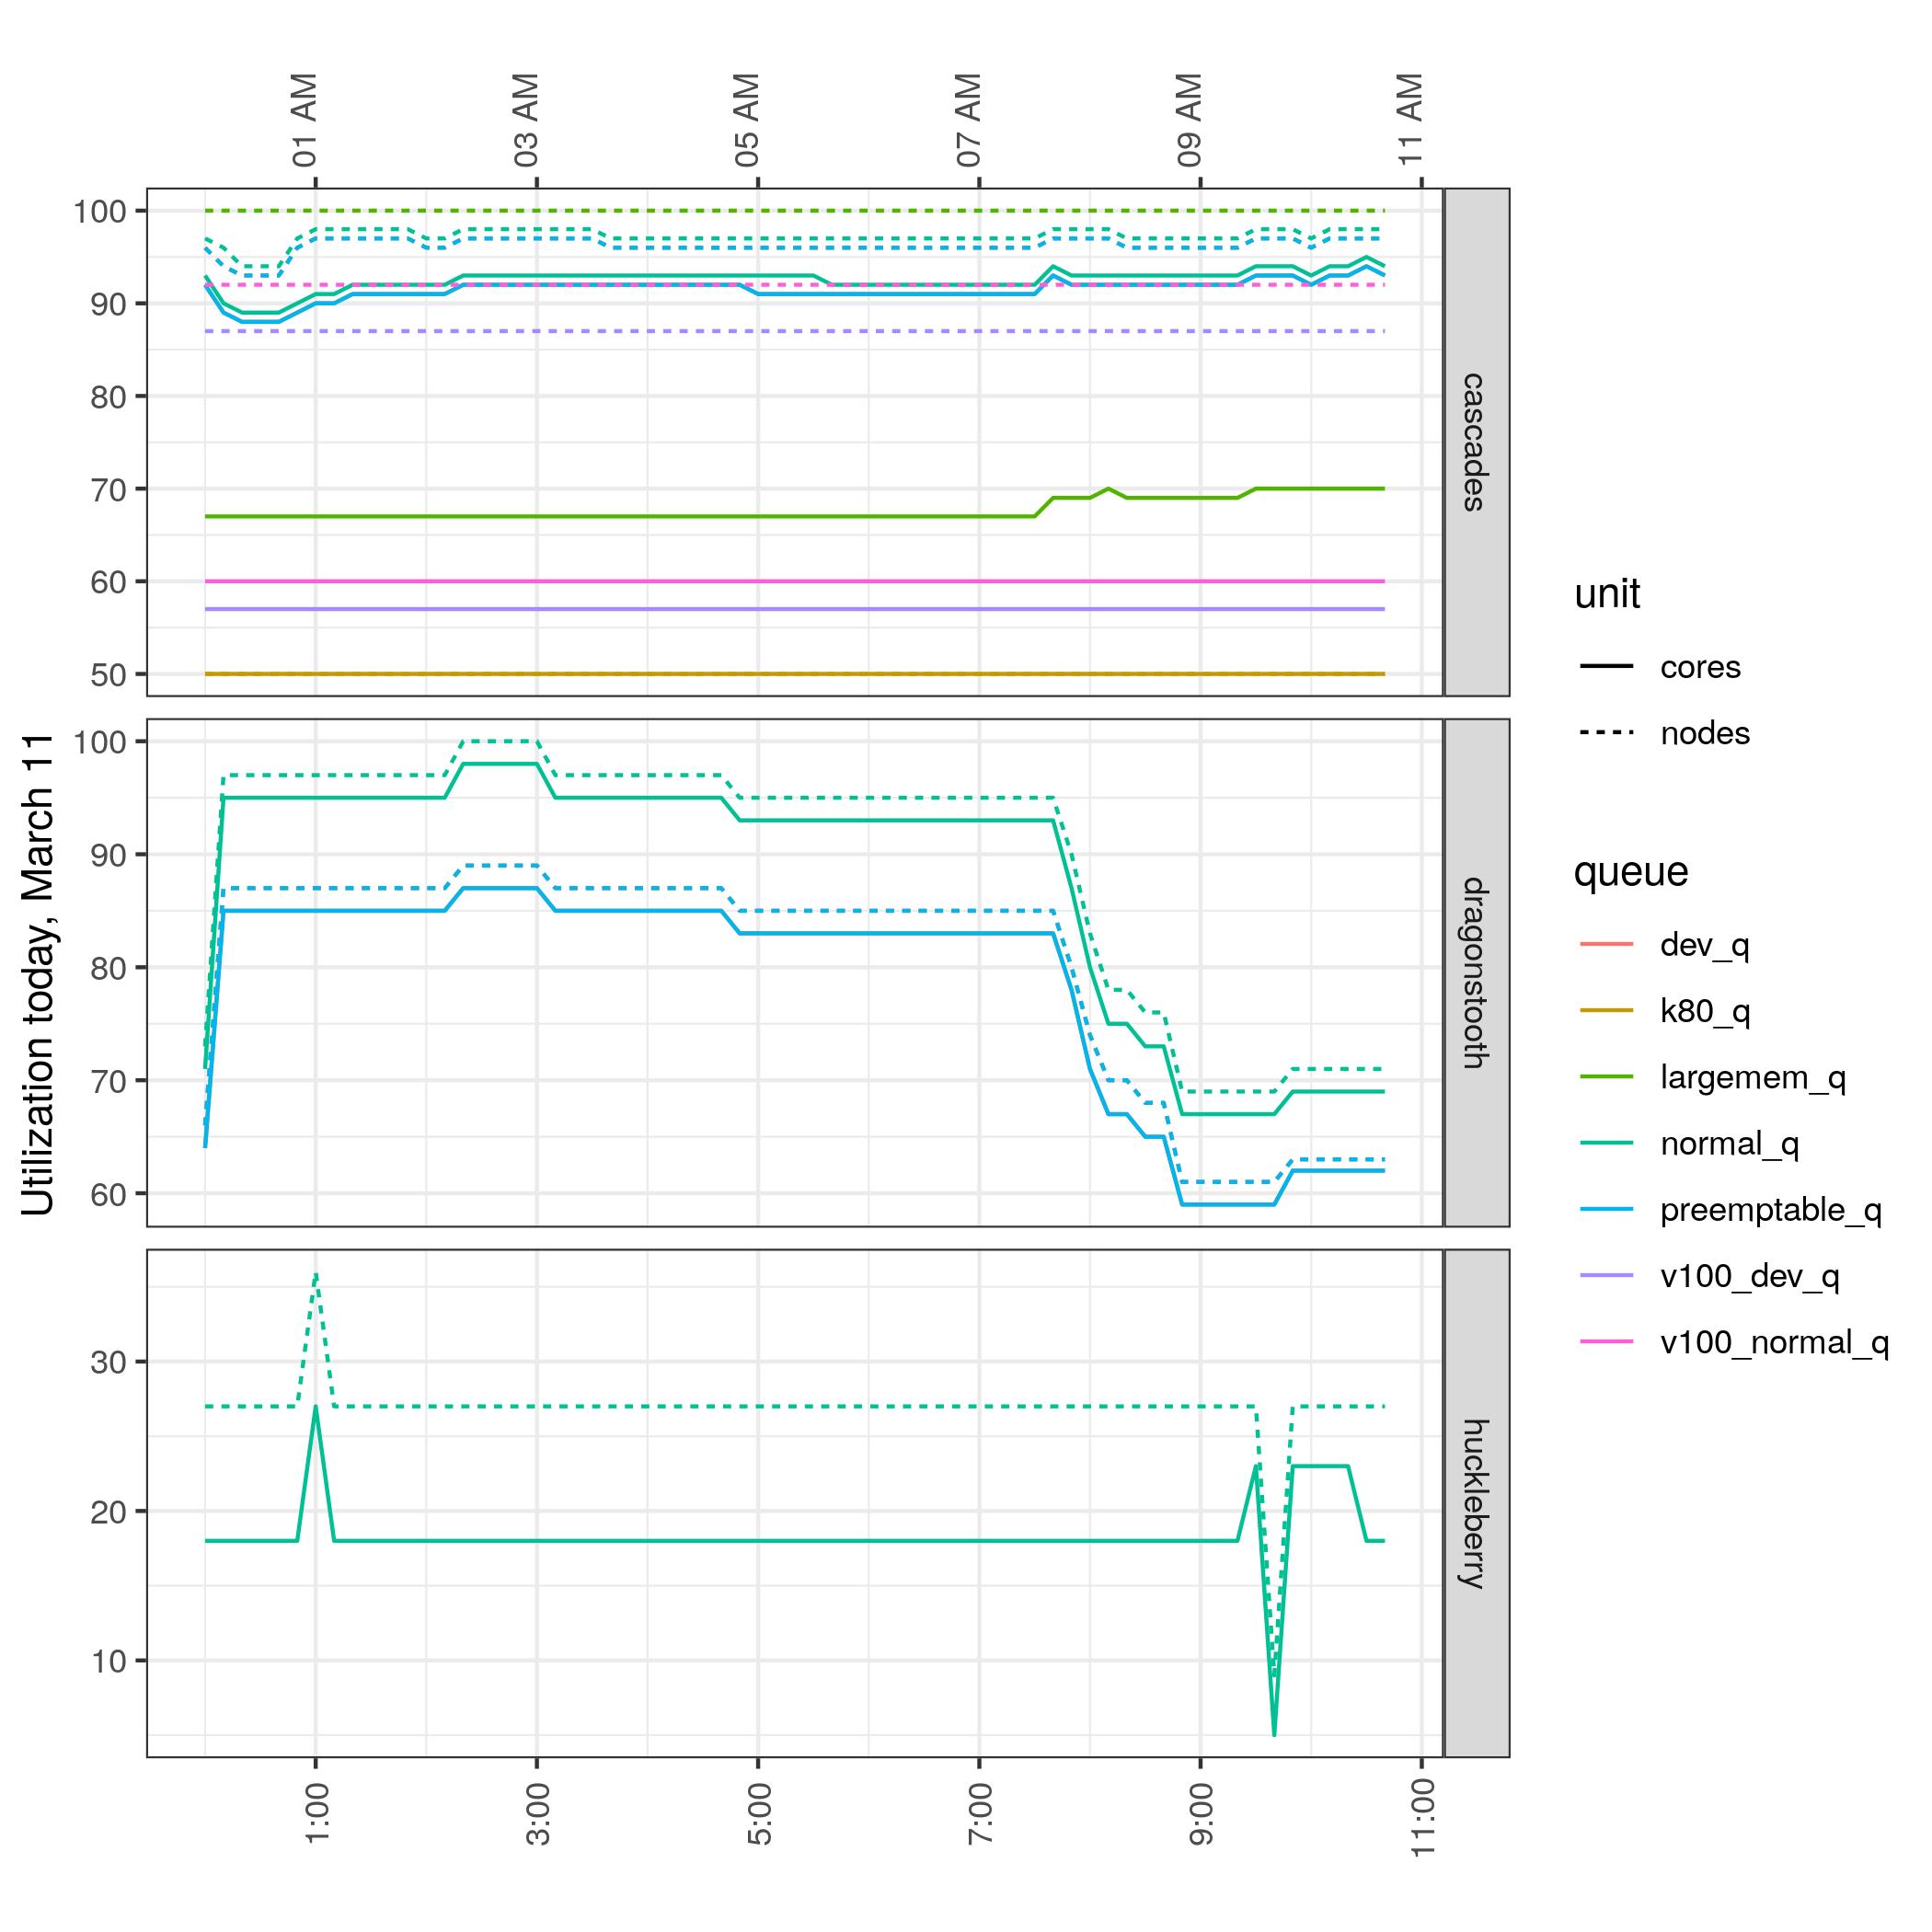 01 AM
03 AM
05 AM
07 AM
09 AM
11 AM
Utilization today, March 11
100
90
80
70
60
50
cascades
100
90
80
70
60
dragonstooth
30
20
10
huckleberry
1:00
3:00
5:00
7:00
9:00
11:00
unit
cores
nodes
queue
dev_q
k80_q
largemem_q
normal_q
preemptable_q
v100_dev_q
v100_normal_q